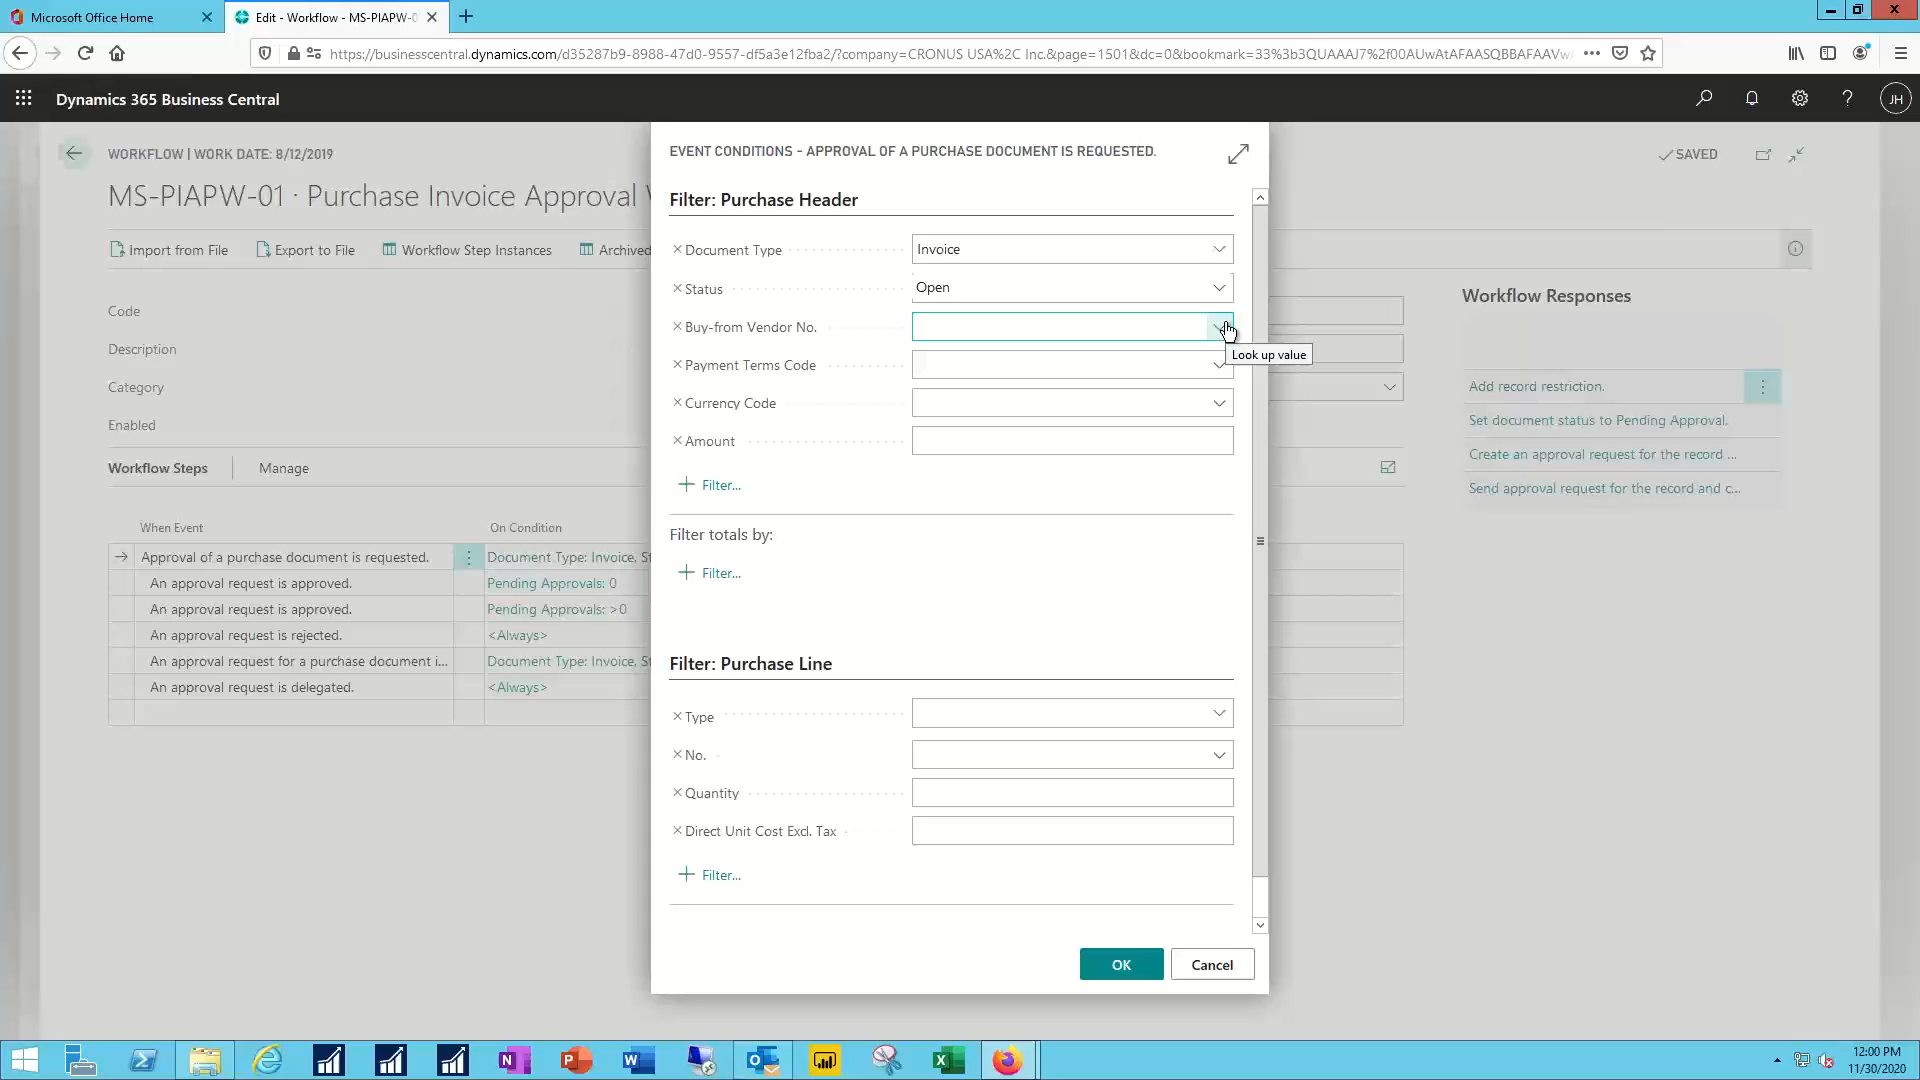 Microsoft Office Home
Edit - Workflow - MS-PIAPW-0
https://businesscentral.dynamics.com/d35287b9-8988-47d0-9557-df5a3e12fba2/?company=CRONUS USA%2C Inc.&page=1501&dc=0&bookmark=33%3b3QUAAAJ7%2f00AUwAtAFAASQBBAFAAVw
Dynamics 365 Business Central
JH
WORKFLOW | WORK DATE: 8/12/2019
SAVED
MS-PIAPW-01 · Purchase Invoice Approval
Import from File
Export to File
Workflow Step Instances
Archived
Code
Description
Category
Enabled
Workflow Steps
Manage
When Event
On Condition
Approval of a purchase document is requested.
Document Type: Invoice, St
An approval request is approved.
Pending Approvals: 0
An approval request is approved.
Pending Approvals: >0
An approval request is rejected.
<Always>
An approval request for a purchase document i...
Document Type: Invoice, St
An approval request is delegated.
<Always>
EVENT CONDITIONS - APPROVAL OF A PURCHASE DOCUMENT IS REQUESTED.
Filter: Purchase Header
Document Type
Invoice
Status
Open
Buy-from Vendor No.
Look up value
Payment Terms Code
Currency Code
Amount
Filter...
Filter totals by:
Filter...
Filter: Purchase Line
Type
No.
Quantity
Direct Unit Cost Excl. Tax
Filter...
OK
Cancel
Workflow Responses
Add record restriction.
Set document status to Pending Approval.
Create an approval request for the record ...
Send approval request for the record and c...
12:00 PM
11/30/2020